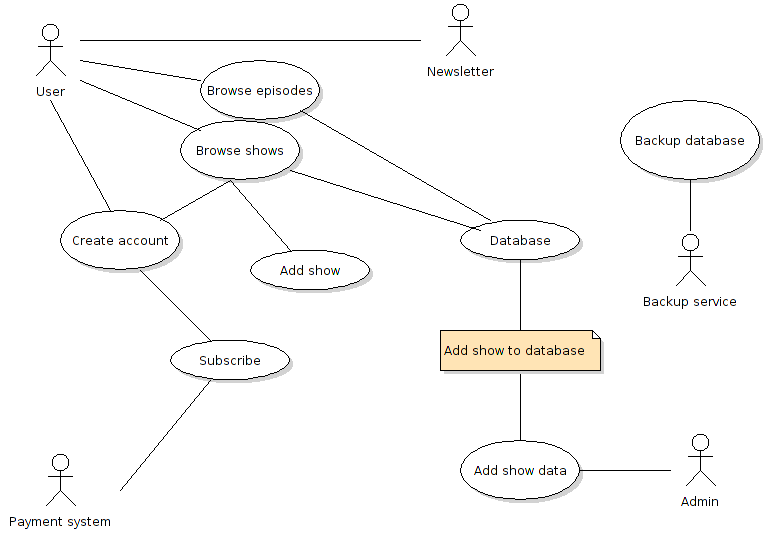 Newsletter
User
Browse episodes
Backup database
Browse shows
Create account
Database
Add show
Backup service
Add show to database
Subscribe
Add show data
Admin
Payment system